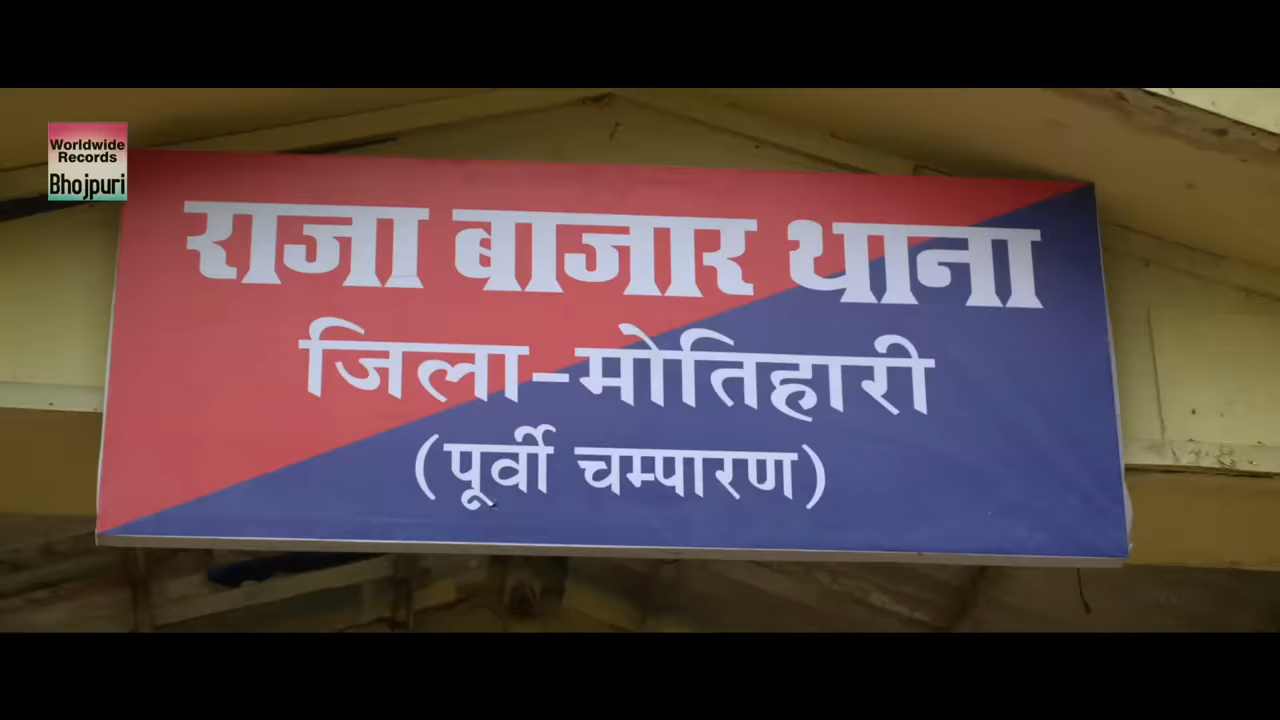 Worldwide
Records
Bhojpuri
राजा बाजार थाना
जिला-मोतिहारी
(पूर्वी चम्पारण)